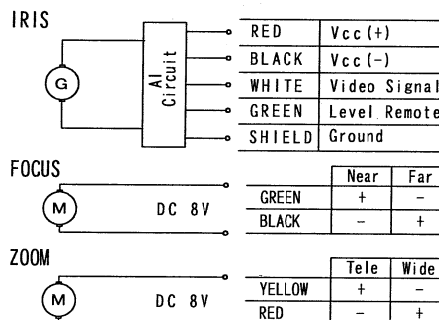 IRIS
RED Vcc(+)
BLACK Vcc(-)
G
AI Circuit
WHITE Video Signal
GREEN Level Remote
SHIELD Ground
FOCUS
Near Far
M
DC 8V
GREEN + -
BLACK - +
ZOOM
Tele Wide
M
DC 8V
YELLOW + -
RED - +